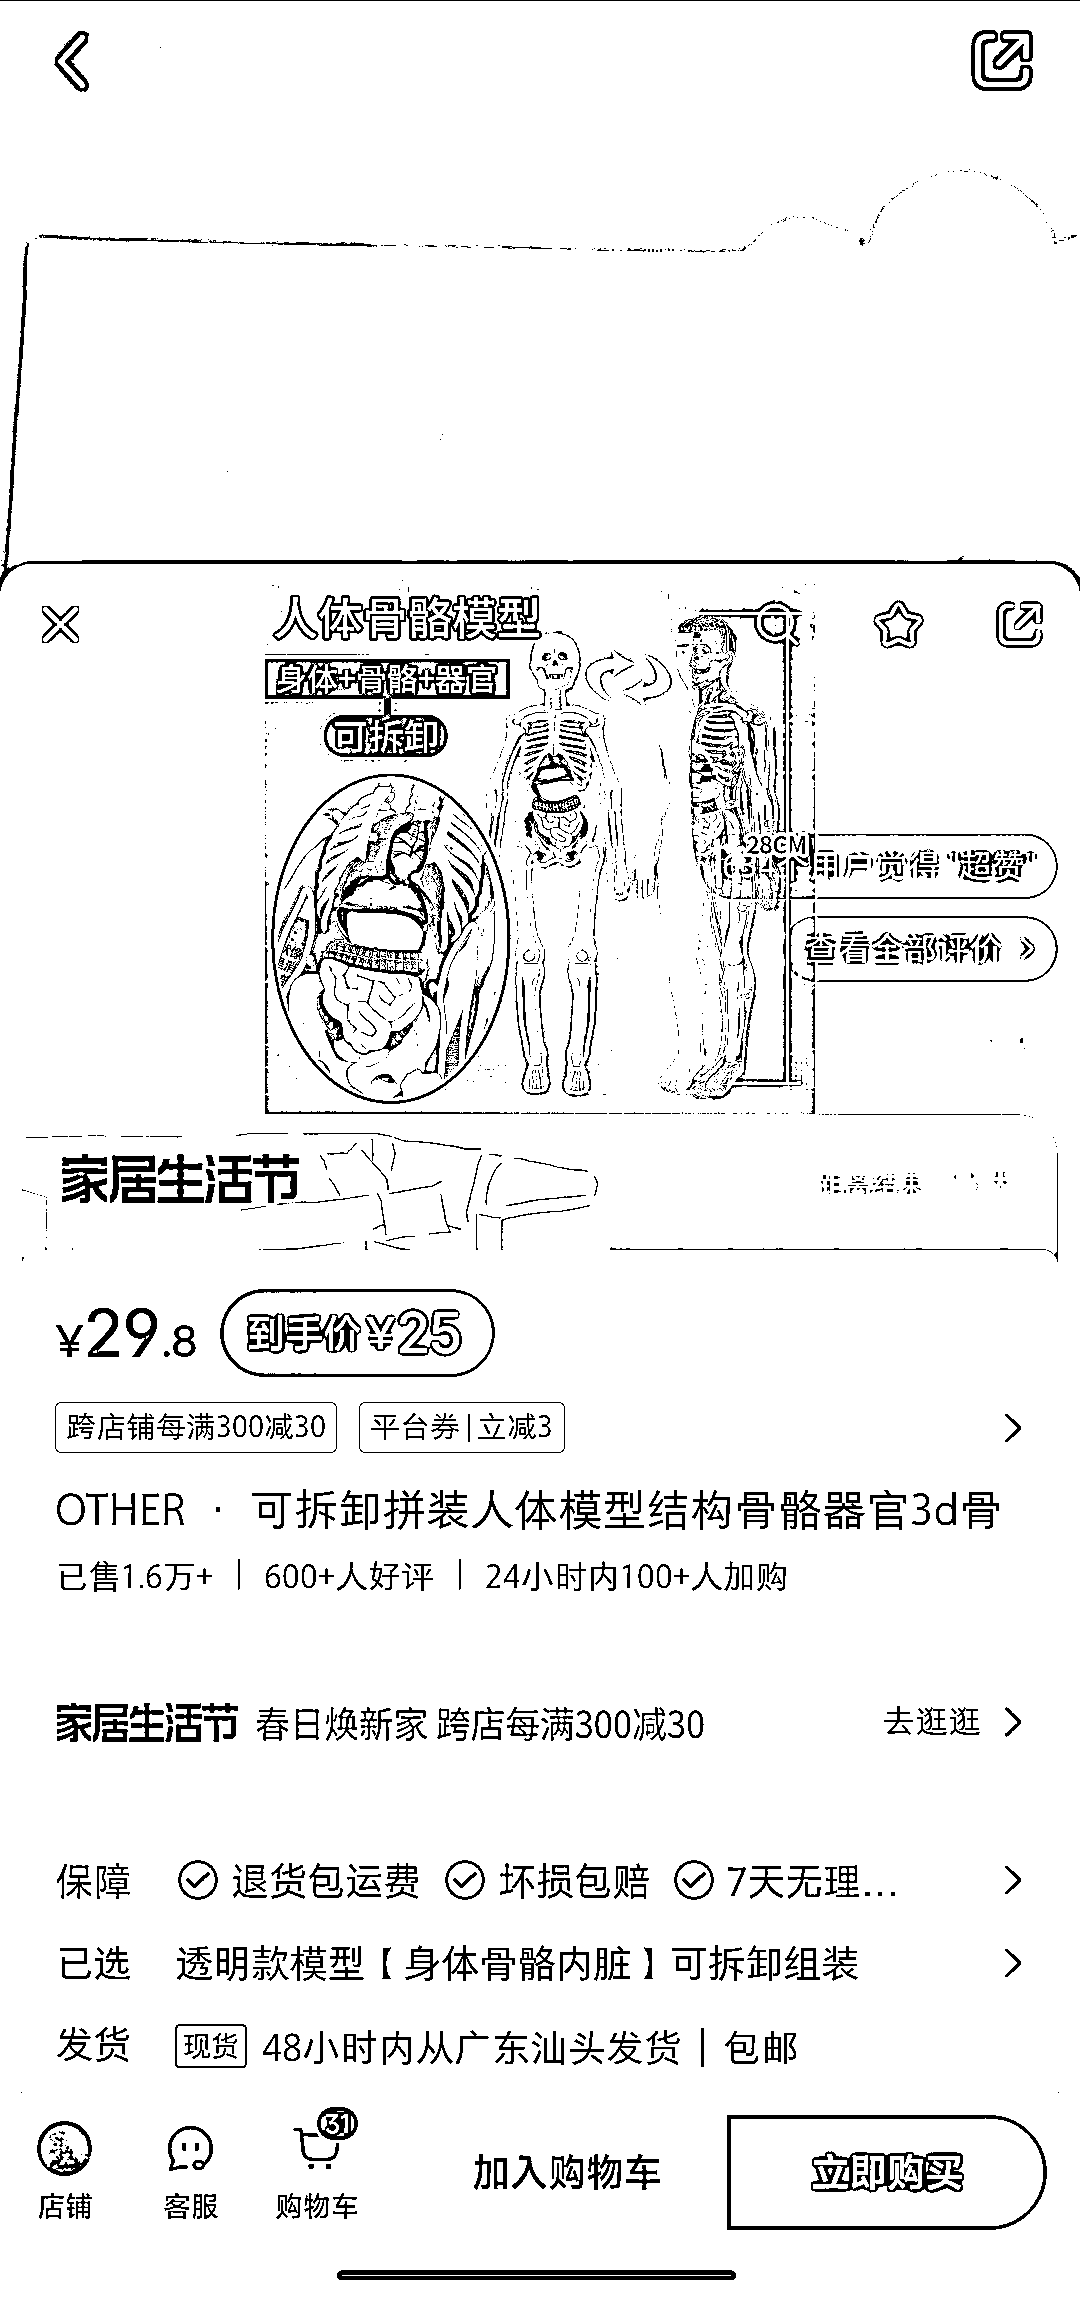 人体骨骼模型
身体+骨骼+器官
可拆卸
28CM
用户觉得"超赞"
查看全部评价 »
家居生活节
距离结束
¥29.8 到手价¥25
跨店铺每满300减30 平台券|立减3
OTHER · 可拆卸拼装人体模型结构骨骼器官3d骨
已售1.6万+ | 600+人好评 | 24小时内100+人加购
家居生活节 春日焕新家 跨店每满300减30 去逛逛
保障 退货包运费 坏损包赔 7天无理...
已选 透明款模型【身体骨骼内脏】可拆卸组装
发货 现货 48小时内从广东汕头发货 | 包邮
31
店铺 客服 购物车 加入购物车 立即购买